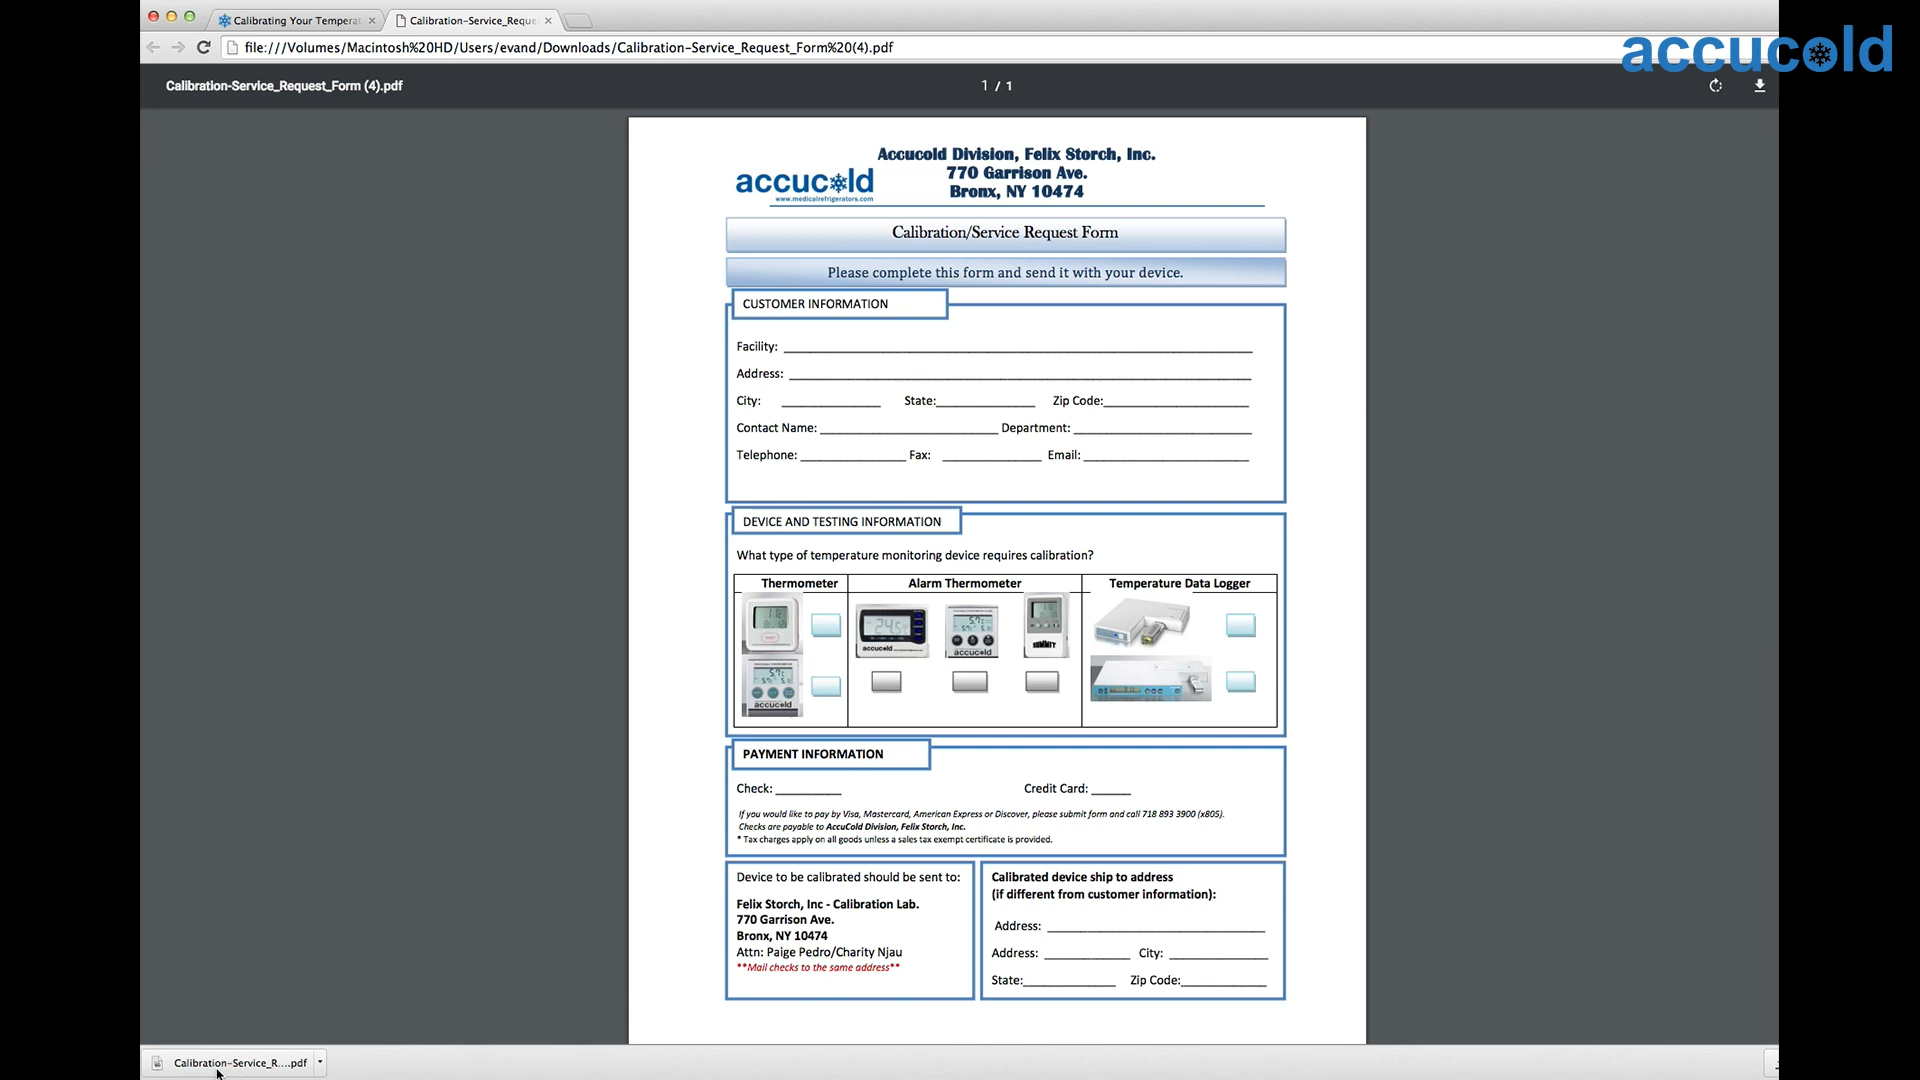 Calibrating Your Tempera
Calibration-Service_Reque
file:///Volumes/Macintosh%20HD/Users/evand/Downloads/Calibration-Service_Request_Form%20(4).pdf
accucold
Calibration-Service_Request_Form (4).pdf
1 / 1
Accucold Division, Felix Storch, Inc.
770 Garrison Ave.
Bronx, NY 10474
accucold
www.medicalrefrigerators.com
Calibration/Service Request Form
Please complete this form and send it with your device.
CUSTOMER INFORMATION
Facility:
Address:
City: State: Zip Code:
Contact Name: Department:
Telephone: Fax: Email:
DEVICE AND TESTING INFORMATION
What type of temperature monitoring device requires calibration?
Thermometer Alarm Thermometer Temperature Data Logger
accucold accucold SUMMIT
accucold
PAYMENT INFORMATION
Check: Credit Card:
If you would like to pay by Visa, Mastercard, American Express or Discover, please submit form and call 718 893 3900 (x805).
Checks are payable to AccuCold Division, Felix Storch, Inc.
* Tax charges apply on all goods unless a sales tax exempt certificate is provided.
Device to be calibrated should be sent to:
Felix Storch, Inc - Calibration Lab.
770 Garrison Ave.
Bronx, NY 10474
Attn: Paige Pedro/Charity Njau
**Mail checks to the same address**
Calibrated device ship to address
(if different from customer information):
Address:
Address: City:
State: Zip Code:
Calibration-Service_R....pdf